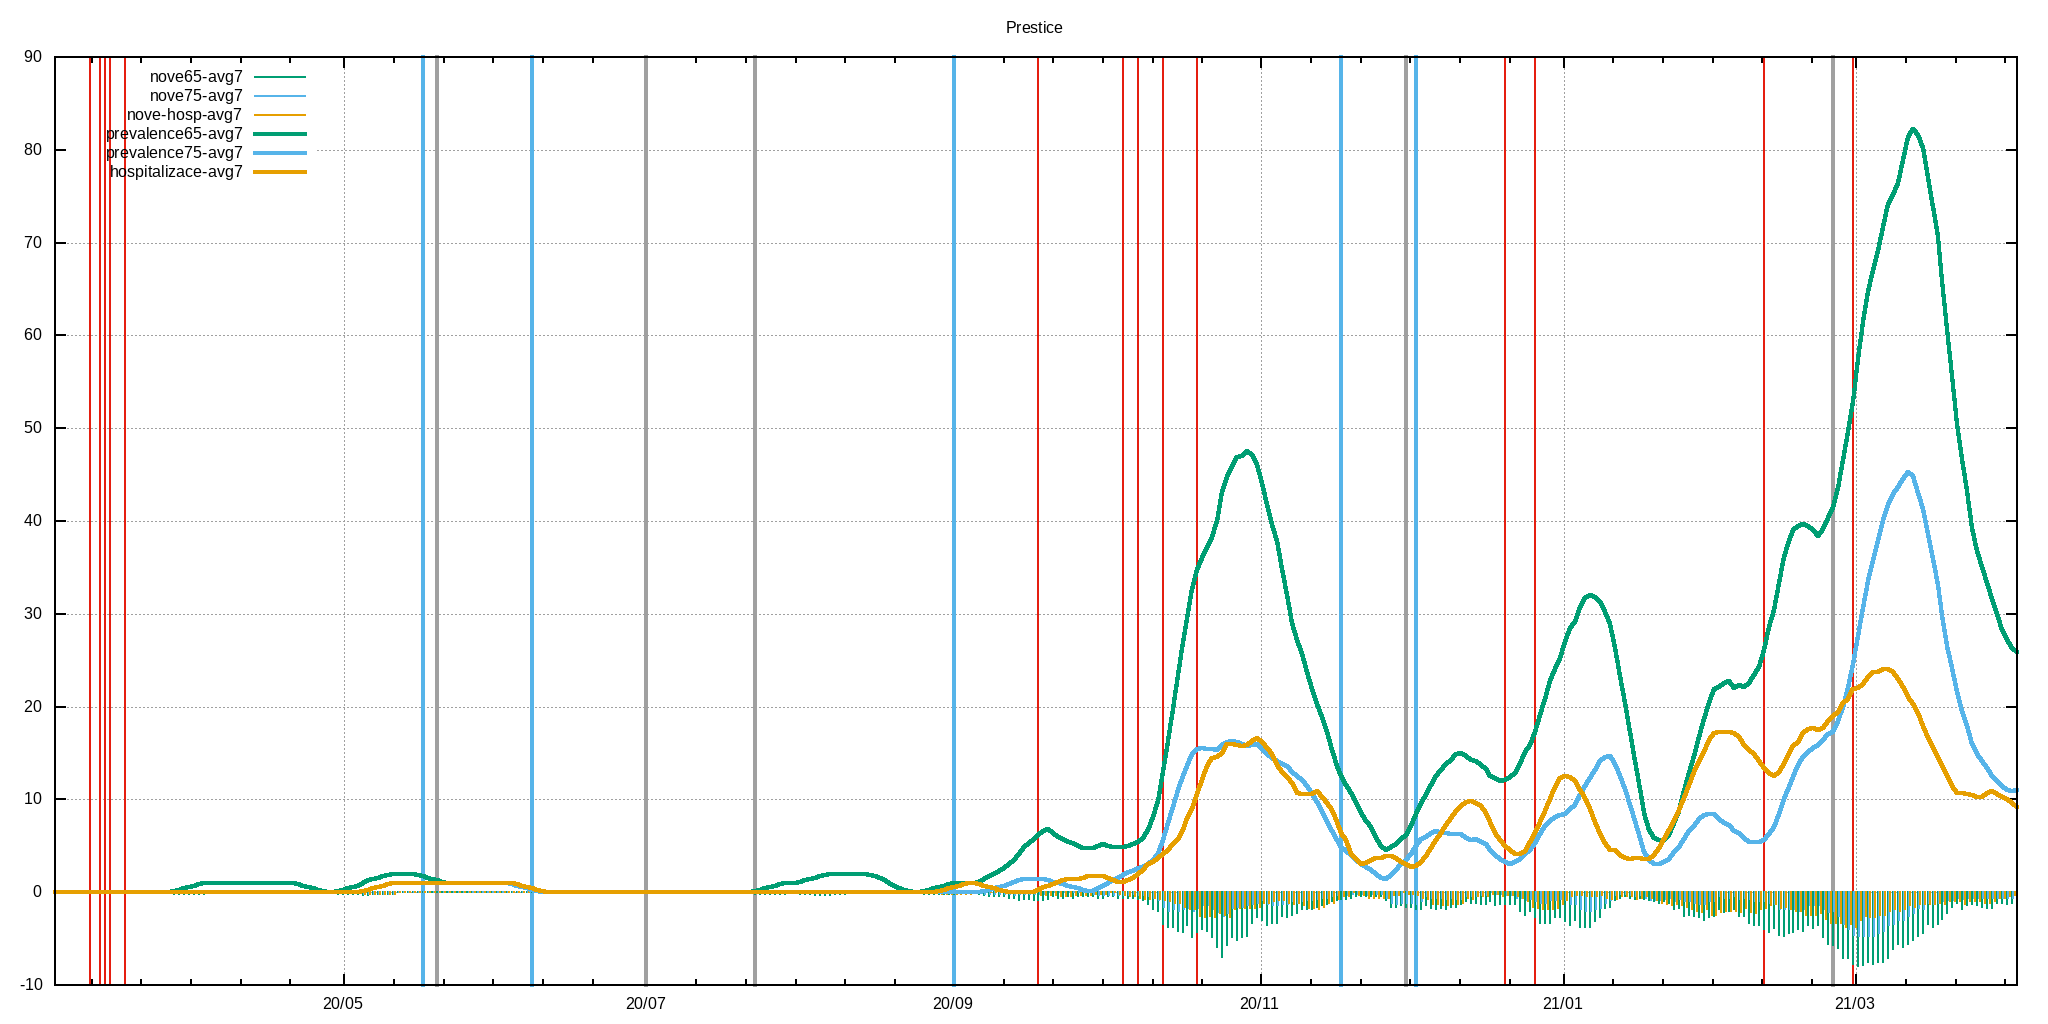 Prestice
90
80
70
60
50
40
30
20
10
0
-10
nove65-avg7
nove75-avg7
nove-hosp-avg7
prevalence65-avg7
prevalence75-avg7
hospitalizace-avg7
20/05 20/07 20/09 20/11 21/01 21/03